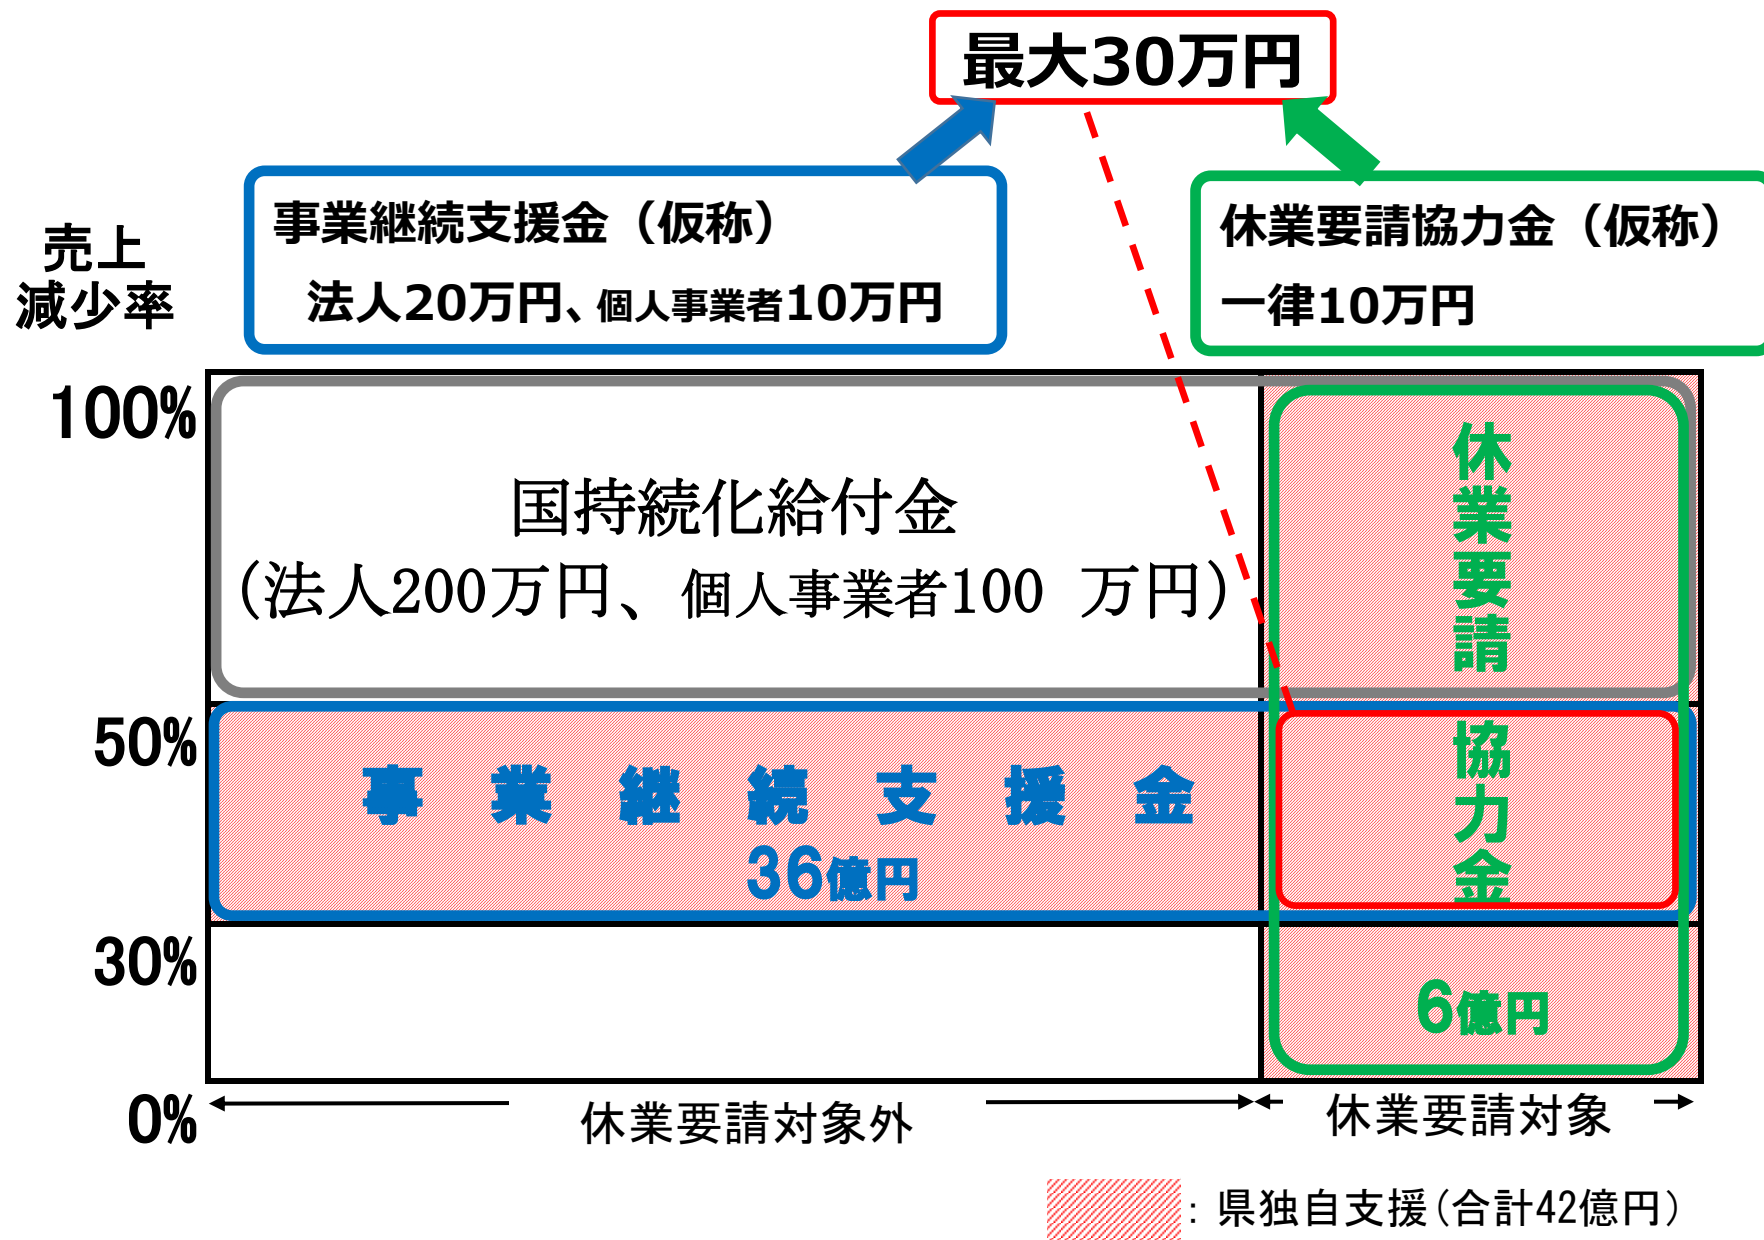 最大30万円
事業継続支援金（仮称）
法人20万円、個人事業者10万円
休業要請協力金（仮称）
一律10万円
売上
減少率
100%
50%
30%
0%
国持続化給付金
（法人200万円、個人事業者100 万円）
事業継続支援金
36億円
休業要請
協力金
6億円
休業要請対象外
休業要請対象
：県独自支援（合計42億円）